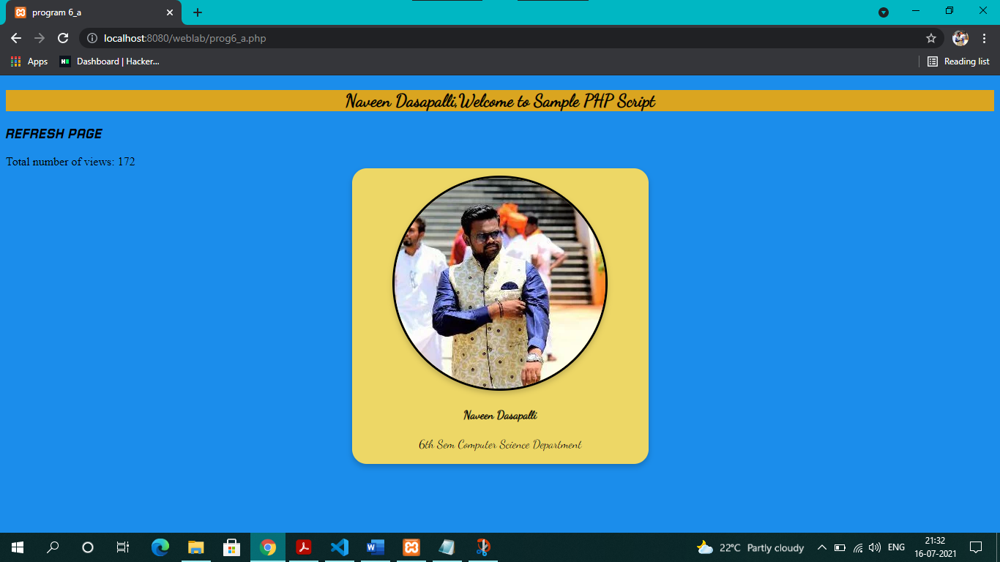 program 6_a
localhost:8080/weblab/prog6_a.php
Apps
Dashboard | Hacker...
Reading list
Naveen Dasapalli,Welcome to Sample PHP Script
REFRESH PAGE
Total number of views: 172
Naveen Dasapalli
6th Sem Computer Science Department
22°C Partly cloudy
ENG
21:32
16-07-2021